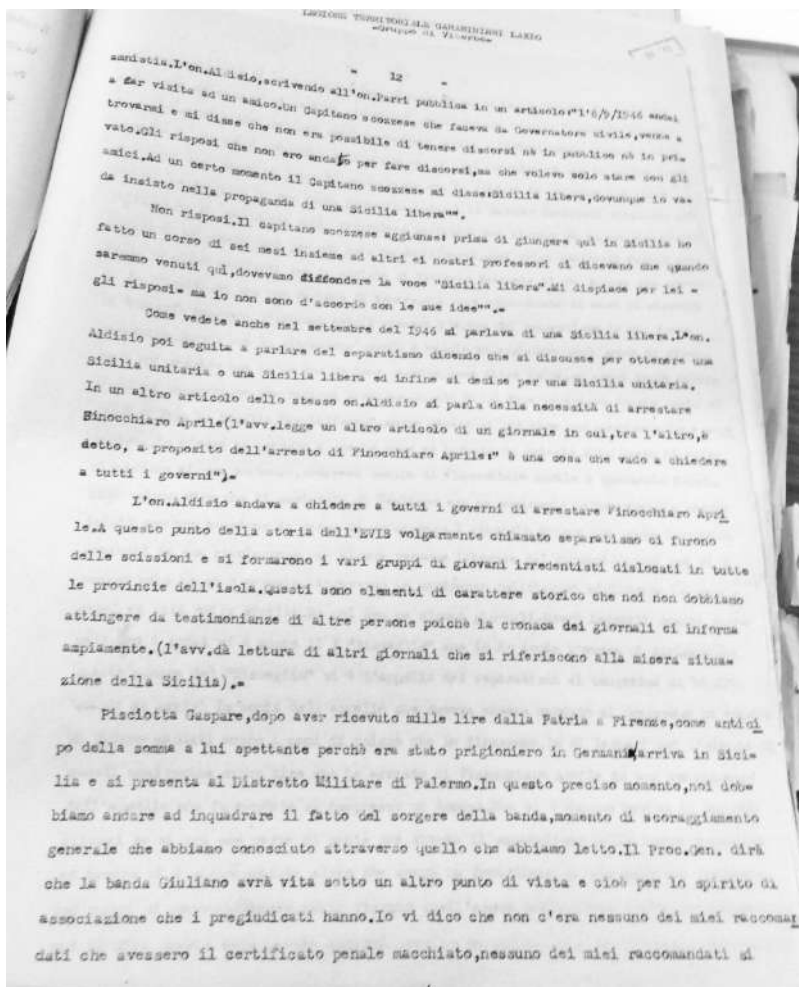 LEGIONE TERRITORIALE CARABINIERI LAZIO
=Gruppo di Viterbo=
- 12 -
amnistia.L'on.Aldisio,scrivendo all'on.Parri pubblica in un articolo:"l'8/9/1946 andai
a far visita ad un amico.Un Capitano scozzese che faceva da Governatore civile,venne a
trovarmi e mi disse che non era possibile di tenere discorsi nè in pubblico nè in pri=
vato.Gli risposi che non ero andato per fare discorsi,ma che volevo solo stare con gli
amici.Ad un certo momento il Capitano scozzese mi disse:Sicilia libera,dovunque io va=
da insisto nella propaganda di una Sicilia libera"".
Non risposi.Il capitano scozzese aggiunse: prima di giungere quì in Sicilia ho
fatto un corso di sei mesi insieme ad altri ei nostri professori ci dicevano che quando
saremmo venuti quì,dovevamo diffondere la voce "Sicilia libera".Mi dispiace per lei =
gli risposi= ma io non sono d'accordo con le sue idee"".=
Come vedete anche nel settembre del 1946 si parlava di una Sicilia libera.L'on.
Aldisio poi seguita a parlare del separatismo dicendo che si discusse per ottenere una
Sicilia unitaria o una Sicilia libera ed infine si decise per una Sicilia unitaria.
In un altro articolo dello stesso on.Aldisio si parla della necessità di arrestare
Finocchiaro Aprile(l'avv.legge un altro articolo di un giornale in cui,tra l'altro,è
detto, a proposito dell'arresto di Finocchiaro Aprile:" è una cosa che vado a chiedere
a tutti i governi")=
L'on.Aldisio andava a chiedere a tutti i governi di arrestare Finocchiaro Apri
le.A questo punto della storia dell'EVIS volgarmente chiamato separatismo ci furono
delle scissioni e si formarono i vari gruppi di giovani irredentisti dislocati in tutte
le provincie dell'isola.Questi sono elementi di carattere storico che noi non dobbiamo
attingere da testimonianze di altre persone poichè la cronaca dei giornali ci informa
ampiamente.(l'avv.dà lettura di altri giornali che si riferiscono alla misera situa=
zione della Sicilia).=
Pisciotta Gaspare,dopo aver ricevuto mille lire dalla Patria a Firenze,come antici
po della somma a lui spettante perchè era stato prigioniero in Germania arriva in Sici=
lia e si presenta al Distretto Militare di Palermo.In questo preciso momento,noi dob=
biamo andare ad inquadrare il fatto del sorgere della banda,momento di scoraggiamento
generale che abbiamo conosciuto attraverso quello che abbiamo letto.Il Proc.Gen. dirà
che la banda Giuliano avrà vita sotto un altro punto di vista e cioè per lo spirito di
associazione che i pregiudicati hanno.Io vi dico che non c'era nessuno dei miei raccoman
dati che avessero il certificato penale macchiato,nessuno dei miei raccomandati si